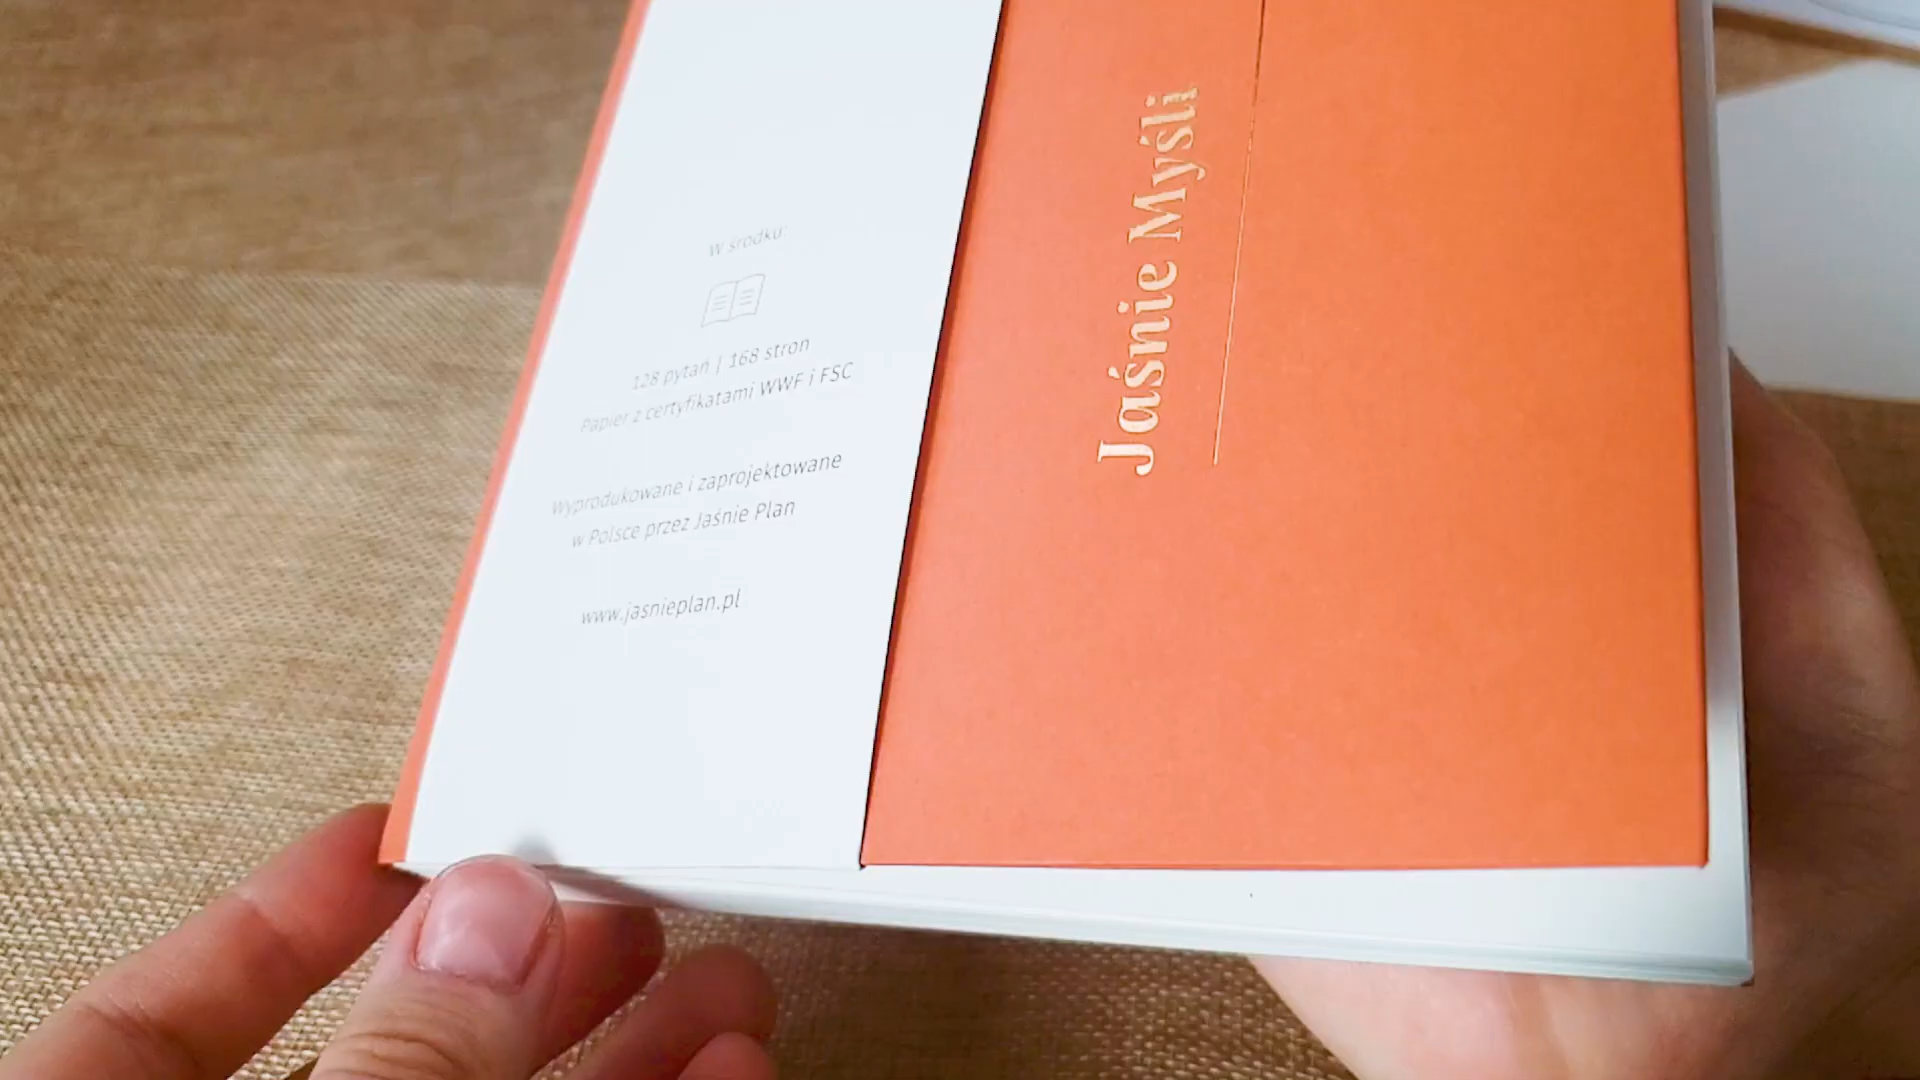 W środku:
128 pytań | 168 stron
Papier z certyfikatami WWF i FSC
Wyprodukowane i zaprojektowane
w Polsce przez Jaśnie Plan
www.jasnieplan.pl
Jaśnie Myśli